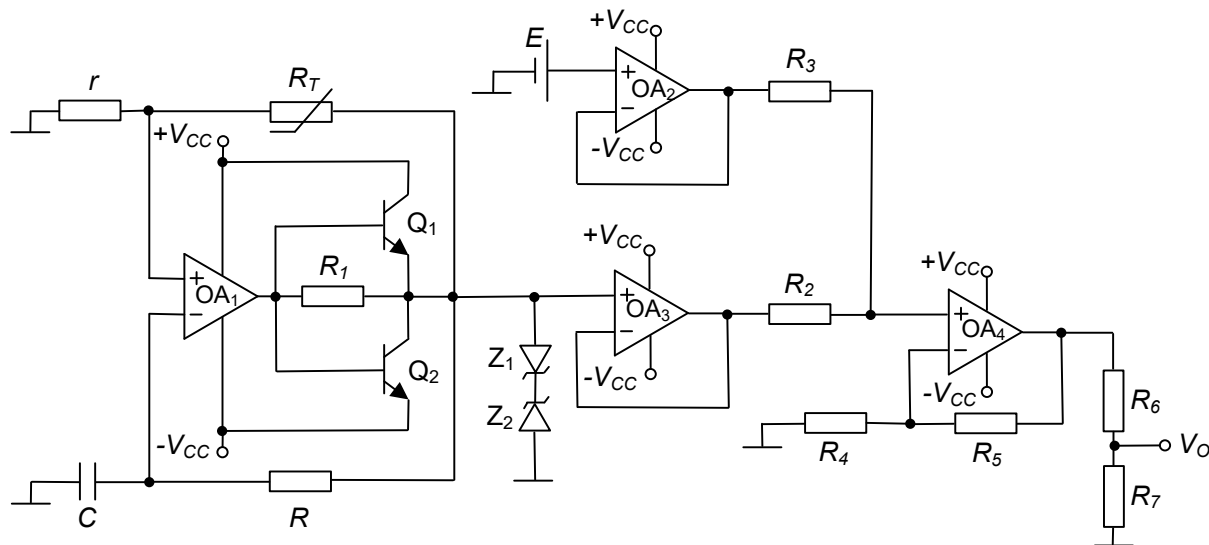 +V_CC
E
r
R_T
+
OA_2
−
R_3
+V_CC
-V_CC
Q_1
+V_CC
R_1
R_2
+V_CC
+
OA_1
−
+
OA_3
−
+
OA_4
−
Z_1
Q_2
-V_CC
-V_CC
R_6
Z_2
-V_CC
R_4
R_5
V_O
C
R
R_7